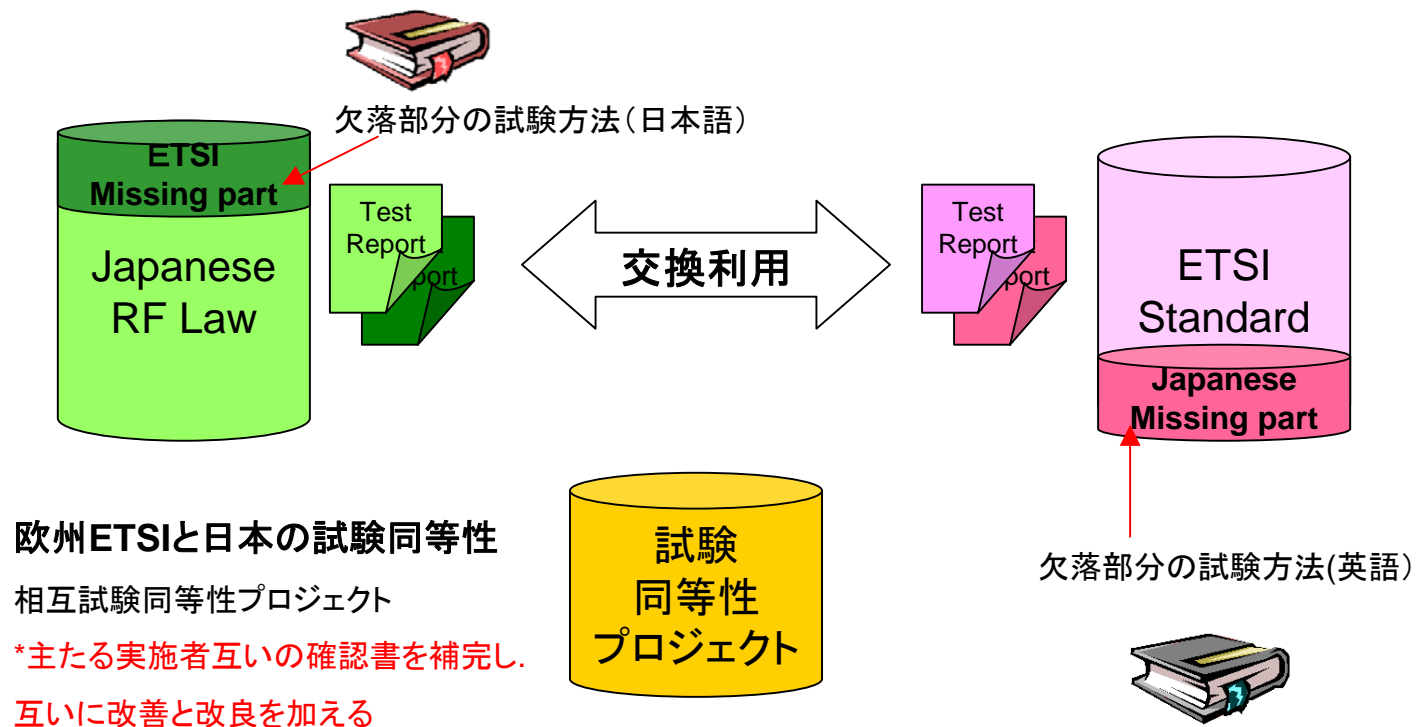 欠落部分の試験方法（日本語）
ETSI
Missing part
Japanese
RF Law
Test
Report
port
交換利用
Test
Report
port
ETSI
Standard
Japanese
Missing part
欠落部分の試験方法(英語）
試験
同等性
プロジェクト
欧州ETSIと日本の試験同等性
相互試験同等性プロジェクト
*主たる実施者互いの確認書を補完し.
互いに改善と改良を加える